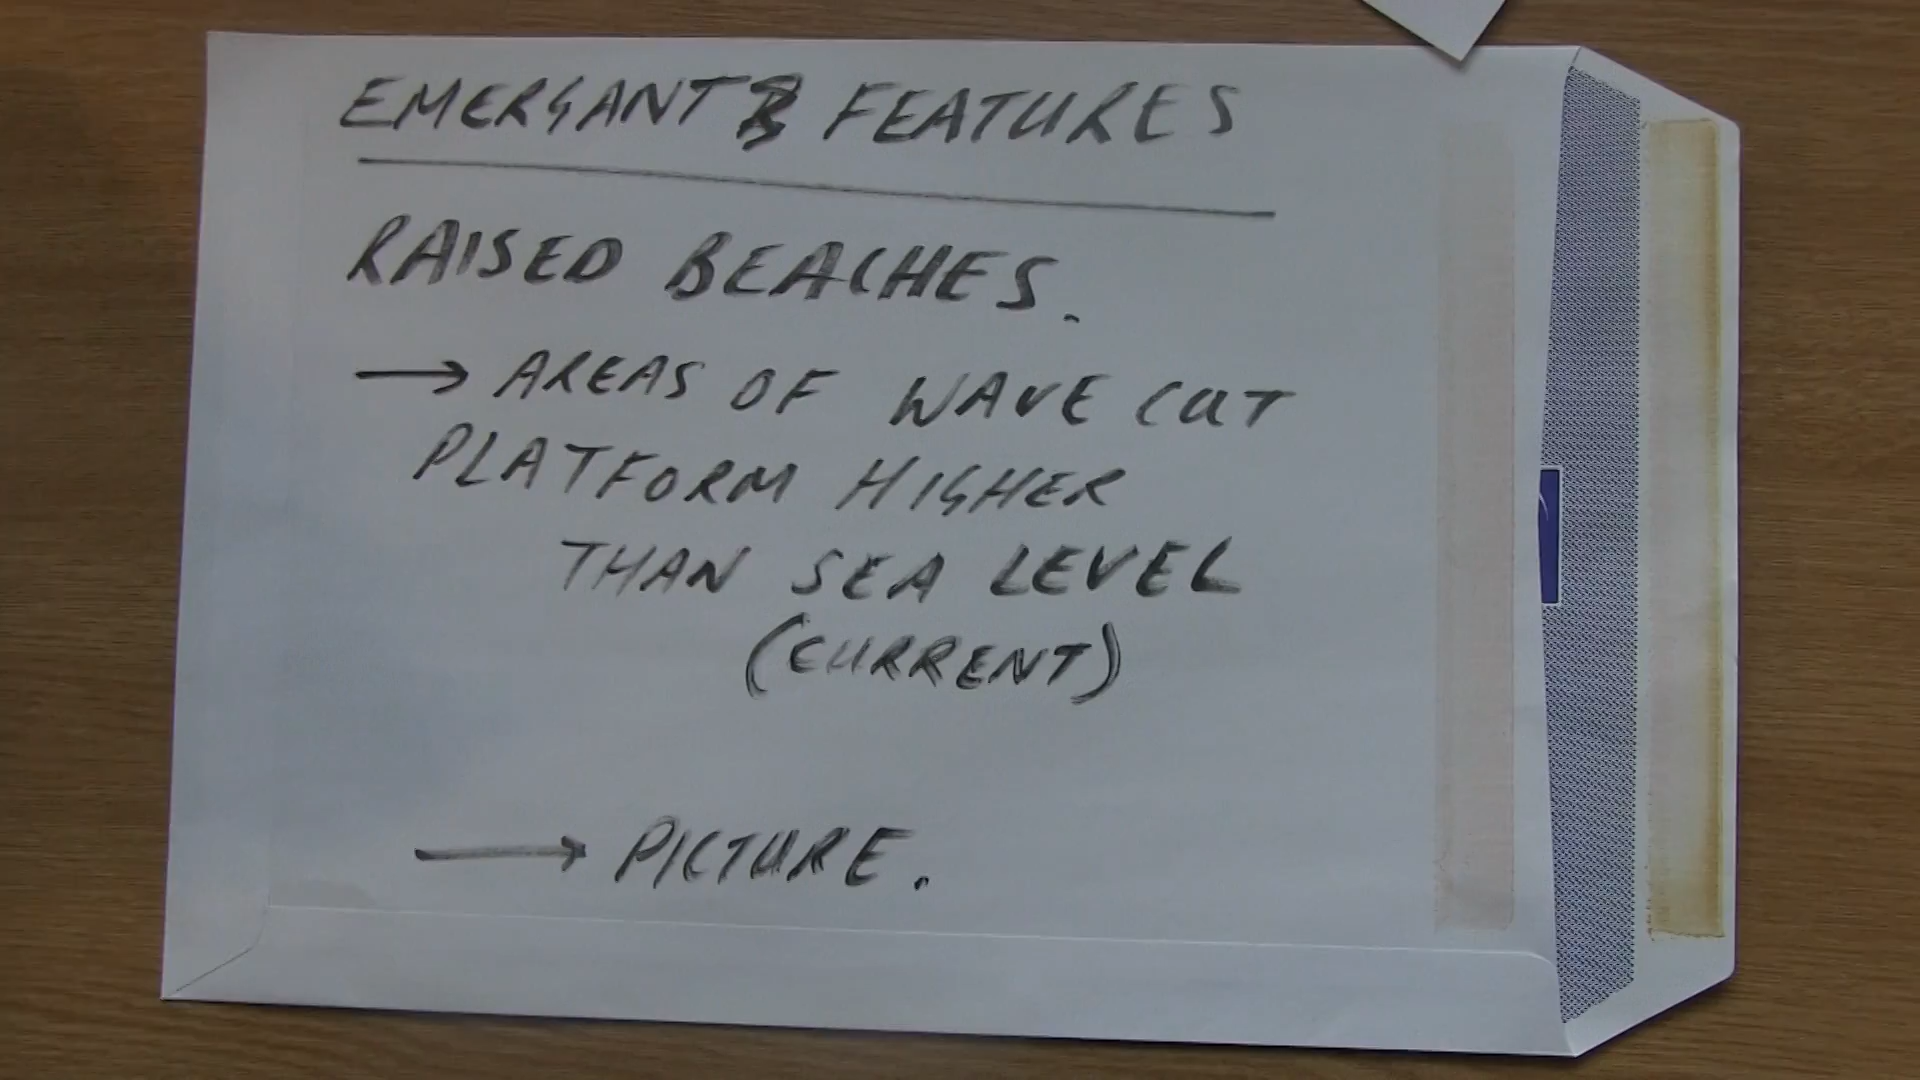 EMERGANT FEATURES
RAISED BEACHES.
→ AREAS OF WAVE CUT
PLATFORM HIGHER
THAN SEA LEVEL
(CURRENT)
→ PICTURE.